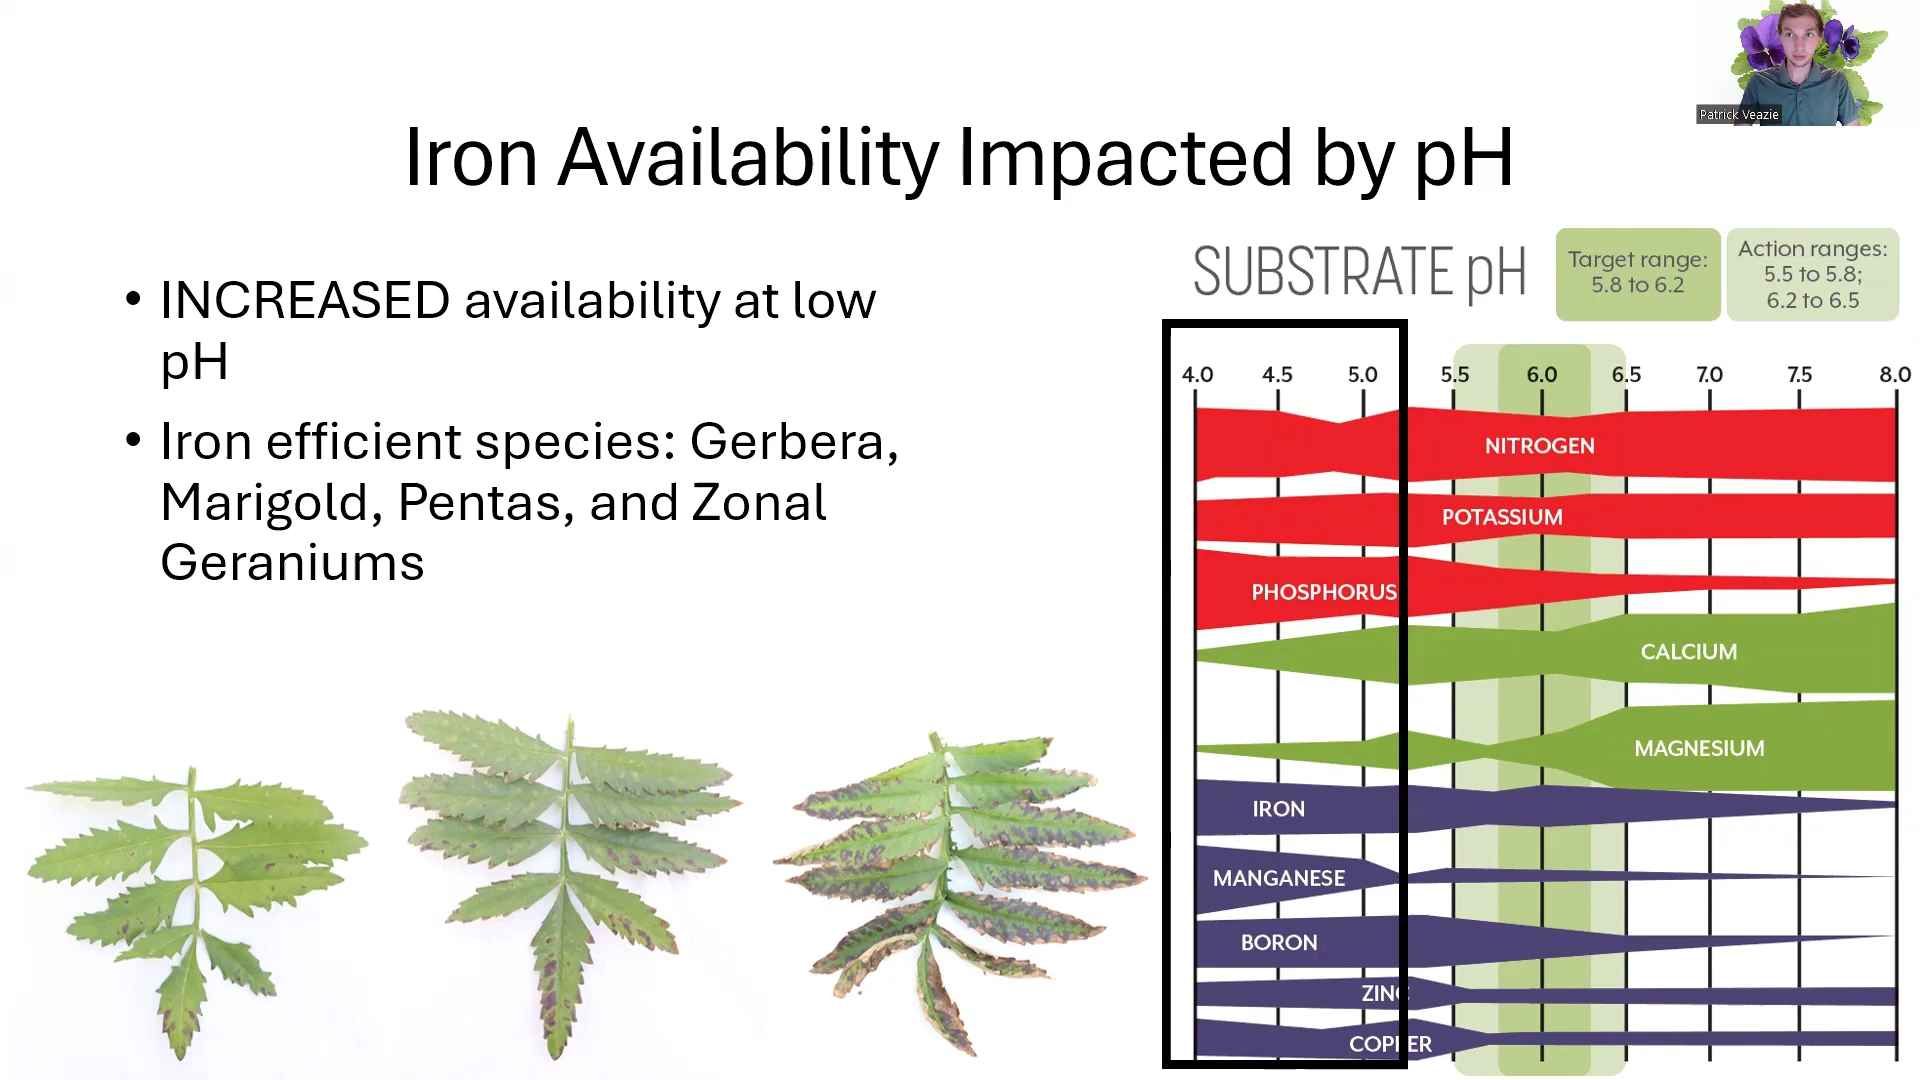 Patrick Veazie
Iron Availability Impacted by pH
• INCREASED availability at low
pH
• Iron efficient species: Gerbera,
Marigold, Pentas, and Zonal
Geraniums
SUBSTRATE pH
Target range:
5.8 to 6.2
Action ranges:
5.5 to 5.8;
6.2 to 6.5
4.0 4.5 5.0 5.5 6.0 6.5 7.0 7.5 8.0
NITROGEN
POTASSIUM
PHOSPHORUS
CALCIUM
MAGNESIUM
IRON
MANGANESE
BORON
ZINC
COPPER